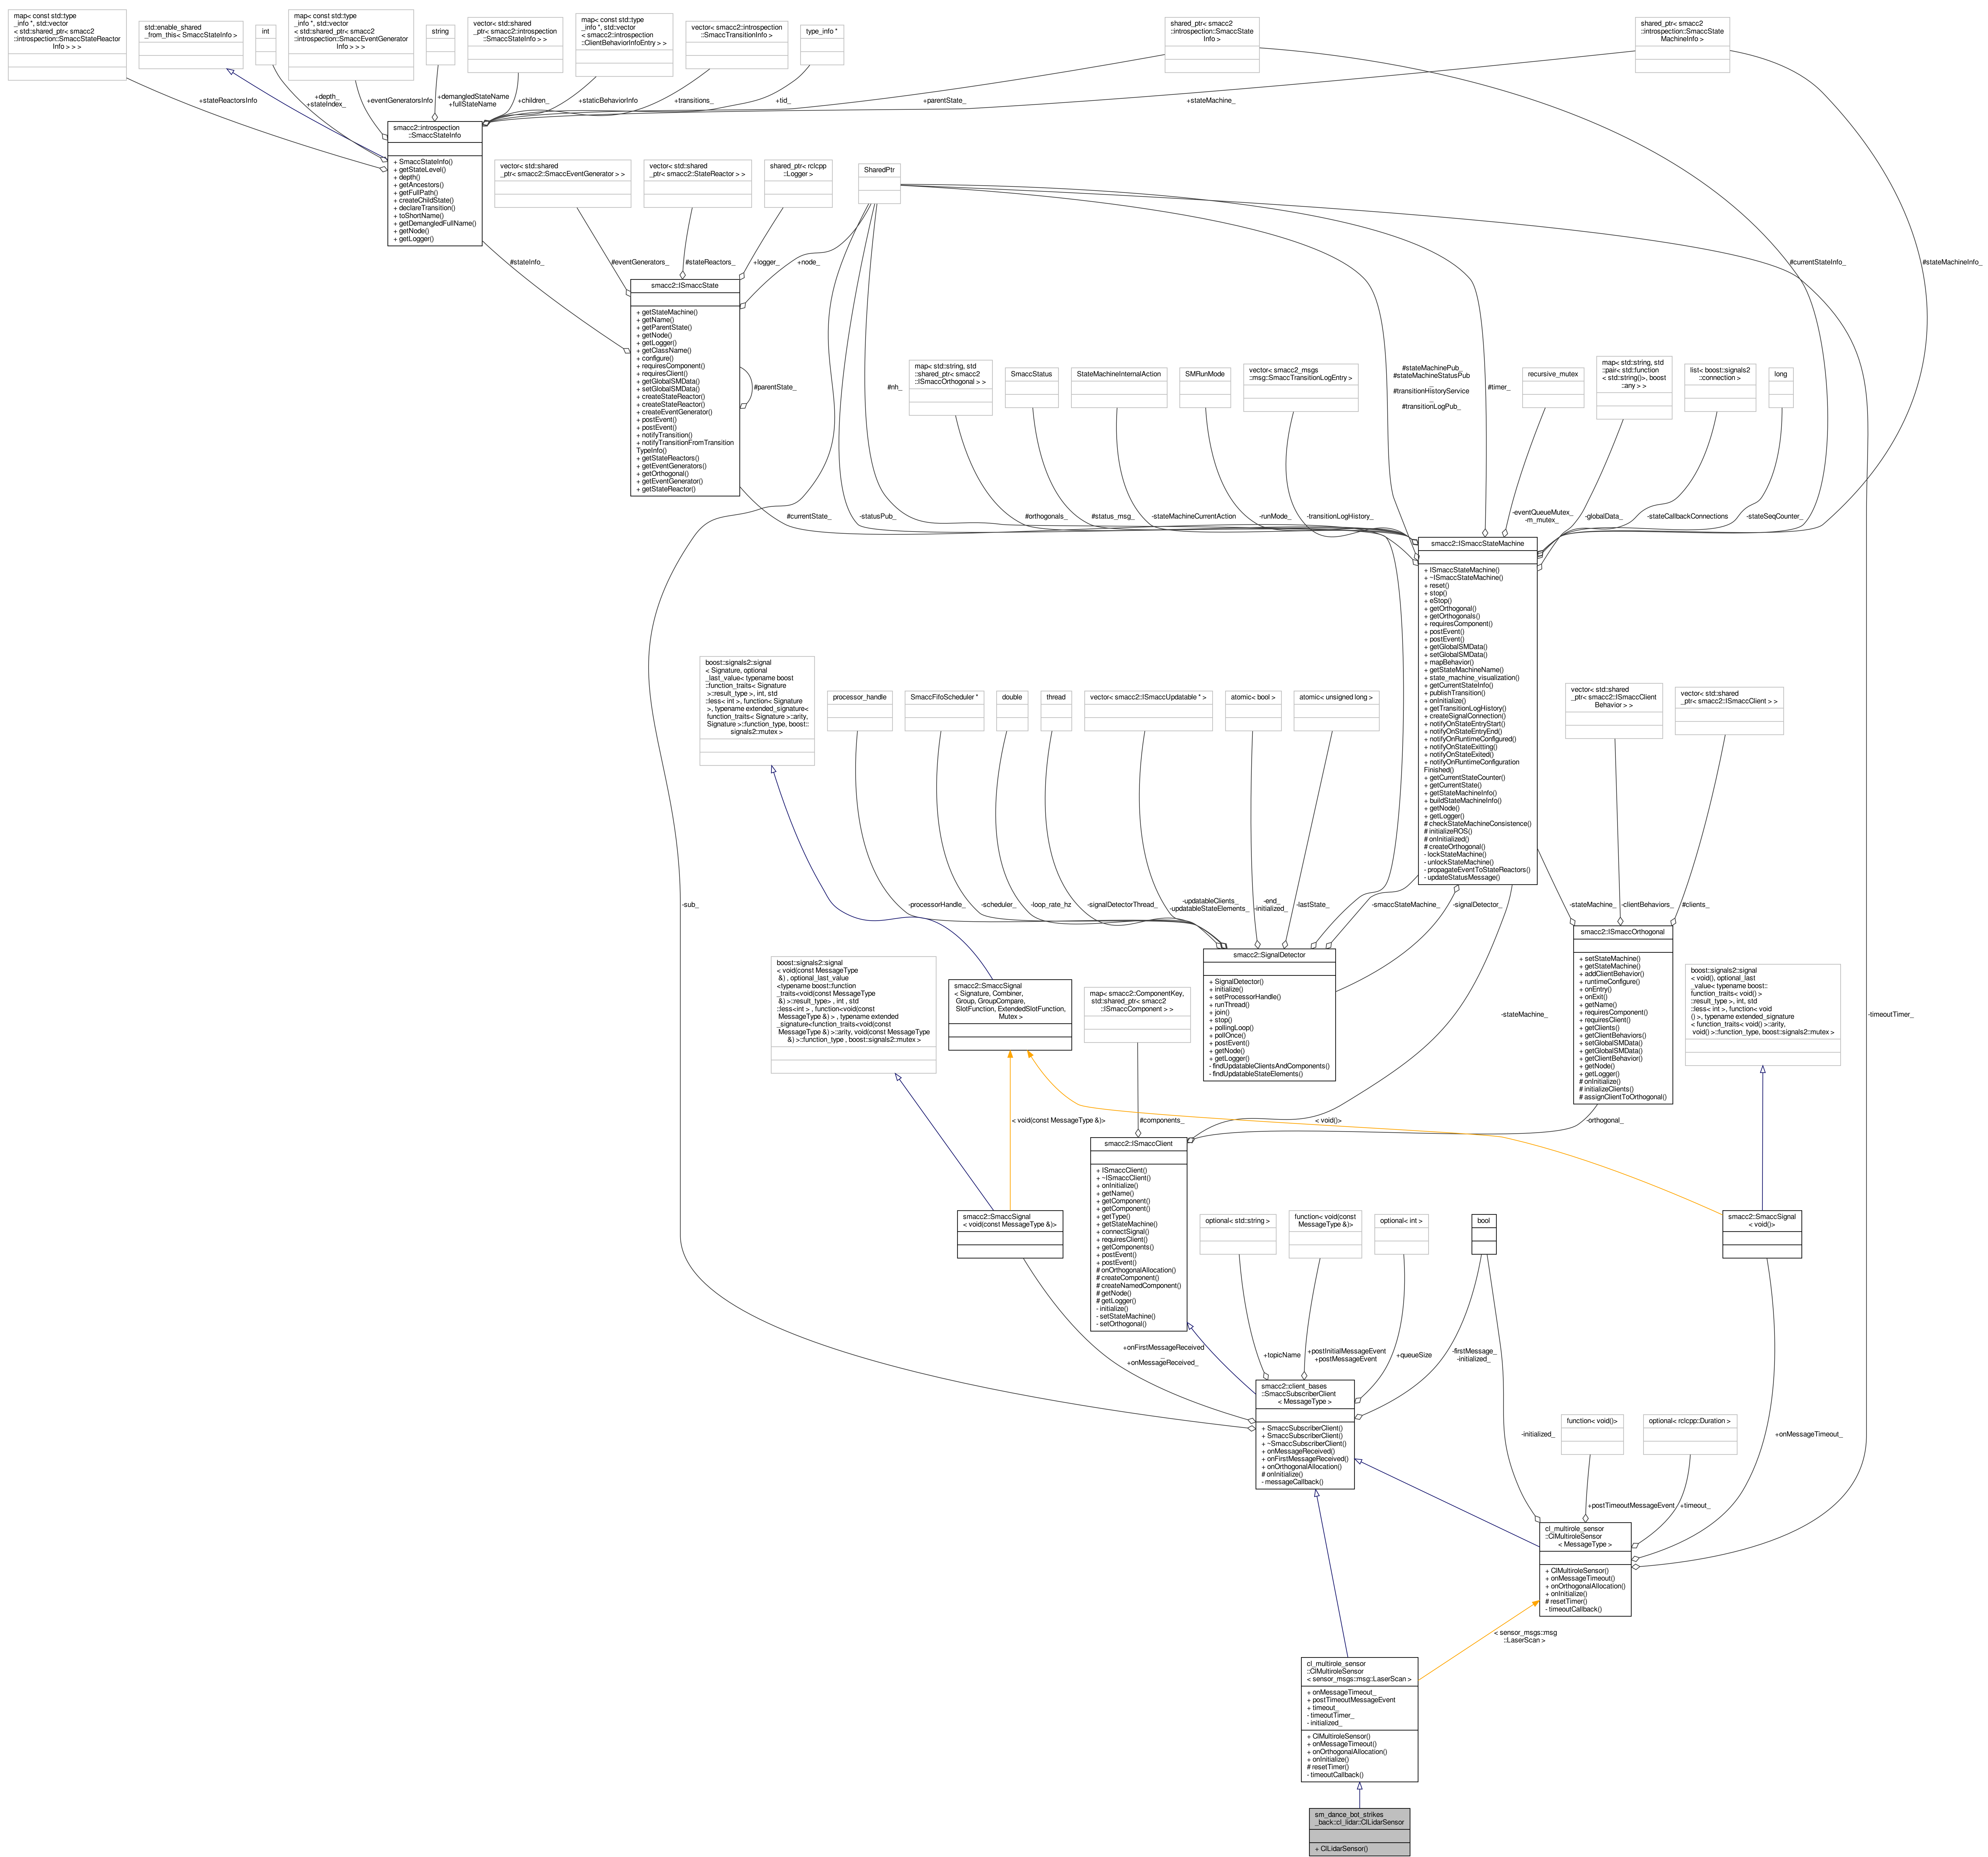 map< const std::type
_info *, std::vector
< std::shared_ptr< smacc2
::introspection::SmaccStateReactor
Info > > >
std::enable_shared
_from_this< SmaccStateInfo >
int
map< const std::type
_info *, std::vector
< std::shared_ptr< smacc2
::introspection::SmaccEventGenerator
Info > > >
string
vector< std::shared
_ptr< smacc2::introspection
::SmaccStateInfo > >
map< const std::type
_info *, std::vector
< smacc2::introspection
::ClientBehaviorInfoEntry > >
vector< smacc2::introspection
::SmaccTransitionInfo >
type_info *
shared_ptr< smacc2
::introspection::SmaccState
Info >
shared_ptr< smacc2
::introspection::SmaccState
MachineInfo >
+stateReactorsInfo
+depth_
+stateIndex_
+eventGeneratorsInfo
+demangledStateName
+fullStateName
+children_
+staticBehaviorInfo
+transitions_
+tid_
+parentState_
+stateMachine_
smacc2::introspection
::SmaccStateInfo
+ SmaccStateInfo()
+ getStateLevel()
+ depth()
+ getAncestors()
+ getFullPath()
+ createChildState()
+ declareTransition()
+ toShortName()
+ getDemangledFullName()
+ getNode()
+ getLogger()
vector< std::shared
_ptr< smacc2::SmaccEventGenerator > >
vector< std::shared
_ptr< smacc2::StateReactor > >
shared_ptr< rclcpp
::Logger >
SharedPtr
#stateInfo_
#eventGenerators_
#stateReactors_
+logger_
+node_
#currentStateInfo_
#stateMachineInfo_
smacc2::ISmaccState
+ getStateMachine()
+ getName()
+ getParentState()
+ getNode()
+ getLogger()
+ getClassName()
+ configure()
+ requiresComponent()
+ requiresClient()
+ getGlobalSMData()
+ setGlobalSMData()
+ createStateReactor()
+ createStateReactor()
+ createEventGenerator()
+ postEvent()
+ postEvent()
+ notifyTransition()
+ notifyTransitionFromTransition
TypeInfo()
+ getStateReactors()
+ getEventGenerators()
+ getOrthogonal()
+ getEventGenerator()
+ getStateReactor()
#parentState_
#nh_
map< std::string, std
::shared_ptr< smacc2
::ISmaccOrthogonal > >
SmaccStatus
StateMachineInternalAction
SMRunMode
vector< smacc2_msgs
::msg::SmaccTransitionLogEntry >
#stateMachinePub_
#stateMachineStatusPub
_
#transitionHistoryService
_
#transitionLogPub_
#timer_
recursive_mutex
map< std::string, std
::pair< std::function
< std::string()>, boost
::any > >
list< boost::signals2
::connection >
long
#currentState_
-statusPub_
#orthogonals_
#status_msg_
-stateMachineCurrentAction
-runMode_
-transitionLogHistory_
-eventQueueMutex_
-m_mutex_
-globalData_
-stateCallbackConnections
-stateSeqCounter_
smacc2::ISmaccStateMachine
+ ISmaccStateMachine()
+ ~ISmaccStateMachine()
+ reset()
+ stop()
+ eStop()
+ getOrthogonal()
+ getOrthogonals()
+ requiresComponent()
+ postEvent()
+ postEvent()
+ getGlobalSMData()
+ setGlobalSMData()
+ mapBehavior()
+ getStateMachineName()
+ state_machine_visualization()
+ getCurrentStateInfo()
+ publishTransition()
+ onInitialize()
+ getTransitionLogHistory()
+ createSignalConnection()
+ notifyOnStateEntryStart()
+ notifyOnStateEntryEnd()
+ notifyOnRuntimeConfigured()
+ notifyOnStateExitting()
+ notifyOnStateExited()
+ notifyOnRuntimeConfiguration
Finished()
+ getCurrentStateCounter()
+ getCurrentState()
+ getStateMachineInfo()
+ buildStateMachineInfo()
+ getNode()
+ getLogger()
# checkStateMachineConsistence()
# initializeROS()
# onInitialized()
# createOrthogonal()
- lockStateMachine()
- unlockStateMachine()
- propagateEventToStateReactors()
- updateStatusMessage()
boost::signals2::signal
< Signature, optional
_last_value< typename boost
::function_traits< Signature
>::result_type >, int, std
::less< int >, function< Signature
>, typename extended_signature<
function_traits< Signature >::arity,
Signature >::function_type, boost::
signals2::mutex >
processor_handle
SmaccFifoScheduler *
double
thread
vector< smacc2::ISmaccUpdatable * >
atomic< bool >
atomic< unsigned long >
vector< std::shared
_ptr< smacc2::ISmaccClient
Behavior > >
vector< std::shared
_ptr< smacc2::ISmaccClient > >
-sub_
-processorHandle_
-scheduler_
-loop_rate_hz
-signalDetectorThread_
-updatableClients_
-updatableStateElements_
-end_
-initialized_
-lastState_
-smaccStateMachine_
-signalDetector_
-stateMachine_
-clientBehaviors_
#clients_
smacc2::SignalDetector
+ SignalDetector()
+ initialize()
+ setProcessorHandle()
+ runThread()
+ join()
+ stop()
+ pollingLoop()
+ pollOnce()
+ postEvent()
+ getNode()
+ getLogger()
- findUpdatableClientsAndComponents()
- findUpdatableStateElements()
smacc2::ISmaccOrthogonal
+ setStateMachine()
+ getStateMachine()
+ addClientBehavior()
+ runtimeConfigure()
+ onEntry()
+ onExit()
+ getName()
+ requiresComponent()
+ requiresClient()
+ getClients()
+ getClientBehaviors()
+ setGlobalSMData()
+ getGlobalSMData()
+ getClientBehavior()
+ getNode()
+ getLogger()
# onInitialize()
# initializeClients()
# assignClientToOrthogonal()
boost::signals2::signal
< void(const MessageType
&) , optional_last_value
<typename boost::function
_traits<void(const MessageType
&) >::result_type> , int , std
::less<int > , function<void(const
MessageType &) > , typename extended
_signature<function_traits<void(const
MessageType &) >::arity, void(const MessageType
&) >::function_type , boost::signals2::mutex >
smacc2::SmaccSignal
< Signature, Combiner,
Group, GroupCompare,
SlotFunction, ExtendedSlotFunction,
Mutex >
map< smacc2::ComponentKey,
std::shared_ptr< smacc2
::ISmaccComponent > >
boost::signals2::signal
< void(), optional_last
_value< typename boost::
function_traits< void() >
::result_type >, int, std
::less< int >, function< void
() >, typename extended_signature
< function_traits< void() >::arity,
void() >::function_type, boost::signals2::mutex >
-stateMachine_
-timeoutTimer_
< void(const MessageType &)>
#components_
< void()>
-orthogonal_
smacc2::ISmaccClient
+ ISmaccClient()
+ ~ISmaccClient()
+ onInitialize()
+ getName()
+ getComponent()
+ getComponent()
+ getType()
+ getStateMachine()
+ connectSignal()
+ requiresClient()
+ getComponents()
+ postEvent()
+ postEvent()
# onOrthogonalAllocation()
# createComponent()
# createNamedComponent()
# getNode()
# getLogger()
- initialize()
- setStateMachine()
- setOrthogonal()
smacc2::SmaccSignal
< void(const MessageType &)>
optional< std::string >
function< void(const
MessageType &)>
optional< int >
bool
smacc2::SmaccSignal
< void()>
+onFirstMessageReceived
_
+onMessageReceived_
+topicName
+postInitialMessageEvent
+postMessageEvent
+queueSize
-firstMessage_
-initialized_
smacc2::client_bases
::SmaccSubscriberClient
< MessageType >
+ SmaccSubscriberClient()
+ SmaccSubscriberClient()
+ ~SmaccSubscriberClient()
+ onMessageReceived()
+ onFirstMessageReceived()
+ onOrthogonalAllocation()
# onInitialize()
- messageCallback()
function< void()>
optional< rclcpp::Duration >
-initialized_
+onMessageTimeout_
+postTimeoutMessageEvent
+timeout_
cl_multirole_sensor
::ClMultiroleSensor
< MessageType >
+ ClMultiroleSensor()
+ onMessageTimeout()
+ onOrthogonalAllocation()
+ onInitialize()
# resetTimer()
- timeoutCallback()
< sensor_msgs::msg
::LaserScan >
cl_multirole_sensor
::ClMultiroleSensor
< sensor_msgs::msg::LaserScan >
+ onMessageTimeout_
+ postTimeoutMessageEvent
+ timeout_
- timeoutTimer_
- initialized_
+ ClMultiroleSensor()
+ onMessageTimeout()
+ onOrthogonalAllocation()
+ onInitialize()
# resetTimer()
- timeoutCallback()
sm_dance_bot_strikes
_back::cl_lidar::ClLidarSensor
+ ClLidarSensor()